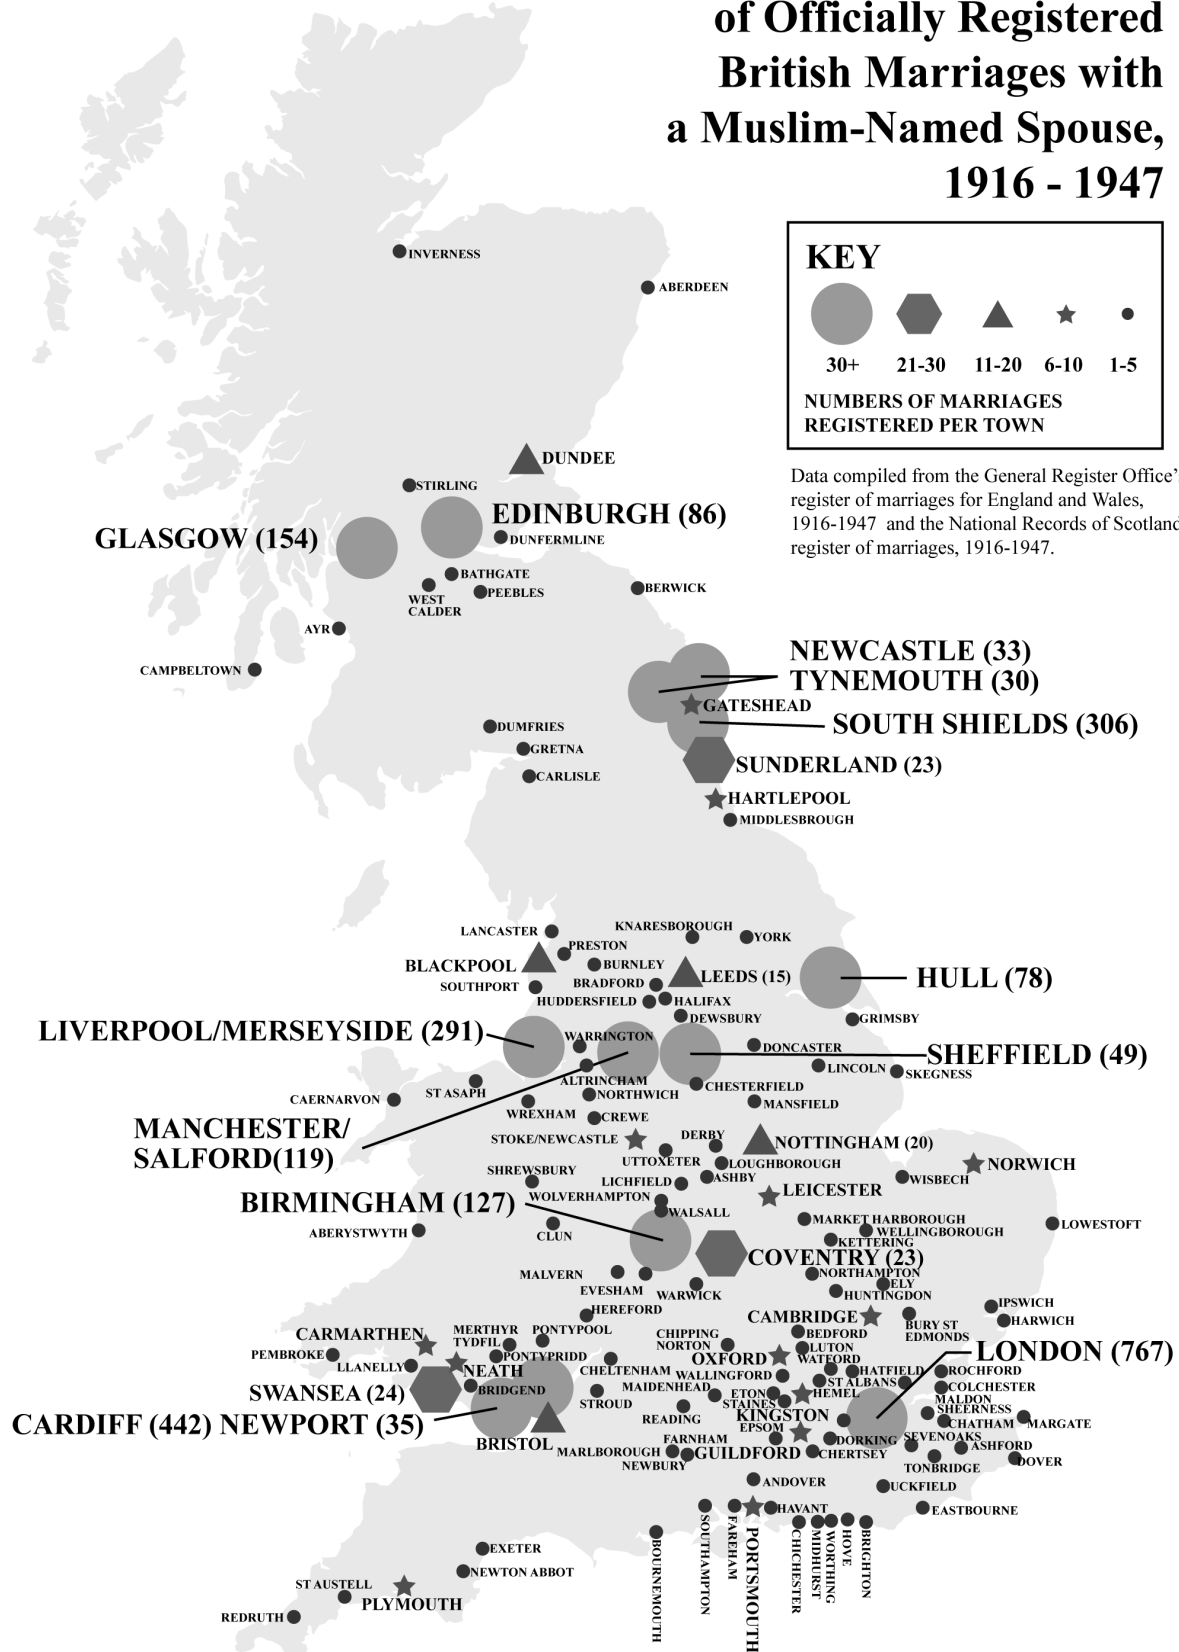 of Officially Registered
British Marriages with
a Muslim-Named Spouse,
1916 - 1947
KEY
30+ 21-30 11-20 6-10 1-5
NUMBERS OF MARRIAGES
REGISTERED PER TOWN
Data compiled from the General Register Office's
register of marriages for England and Wales,
1916-1947 and the National Records of Scotland
register of marriages, 1916-1947.
INVERNESS
ABERDEEN
DUNDEE
STIRLING
EDINBURGH (86)
GLASGOW (154)
DUNFERMLINE
BATHGATE
PEEBLES
WEST
CALDER
BERWICK
AYR
CAMPBELTOWN
NEWCASTLE (33)
TYNEMOUTH (30)
GATESHEAD
SOUTH SHIELDS (306)
DUMFRIES
GRETNA
SUNDERLAND (23)
CARLISLE
HARTLEPOOL
MIDDLESBROUGH
LANCASTER
KNARESBOROUGH
YORK
PRESTON
BLACKPOOL
BURNLEY
LEEDS (15)
HULL (78)
SOUTHPORT
BRADFORD
HUDDERSFIELD
HALIFAX
DEWSBURY
GRIMSBY
LIVERPOOL/MERSEYSIDE (291)
WARRINGTON
DONCASTER
SHEFFIELD (49)
LINCOLN
SKEGNESS
ALTRINCHAM
CHESTERFIELD
ST ASAPH
NORTHWICH
CAERNARVON
WREXHAM
MANSFIELD
CREWE
MANCHESTER/
SALFORD(119)
STOKE/NEWCASTLE
DERBY
NOTTINGHAM (20)
UTTOXETER
LOUGHBOROUGH
NORWICH
SHREWSBURY
LICHFIELD
ASHBY
WISBECH
LEICESTER
WOLVERHAMPTON
BIRMINGHAM (127)
WALSALL
MARKET HARBOROUGH
LOWESTOFT
ABERYSTWYTH
CLUN
WELLINGBOROUGH
KETTERING
COVENTRY (23)
MALVERN
NORTHAMPTON
EVESHAM
WARWICK
ELY
HUNTINGDON
IPSWICH
HEREFORD
CAMBRIDGE
HARWICH
BURY ST
EDMONDS
CARMARTHEN
MERTHYR
TYDFIL
PONTYPOOL
CHIPPING
NORTON
BEDFORD
LUTON
LONDON (767)
PEMBROKE
PONTYPRIDD
OXFORD
WATFORD
LLANELLY
NEATH
CHELTENHAM
WALLINGFORD
HATFIELD
ROCHFORD
ST ALBANS
SWANSEA (24)
BRIDGEND
MAIDENHEAD
ETON
HEMEL
COLCHESTER
MALDON
STROUD
STAINES
SHEERNESS
CARDIFF (442) NEWPORT (35)
READING
KINGSTON
CHATHAM
MARGATE
EPSOM
BRISTOL
FARNHAM
DORKING
SEVENOAKS
MARLBOROUGH
GUILDFORD
CHERTSEY
ASHFORD
NEWBURY
TONBRIDGE
DOVER
ANDOVER
UCKFIELD
HAVANT
EASTBOURNE
SOUTHAMPTON
FAREHAM
PORTSMOUTH
CHICHESTER
MIDHURST
WORTHING
HOVE
BRIGHTON
BOURNEMOUTH
EXETER
NEWTON ABBOT
ST AUSTELL
PLYMOUTH
REDRUTH